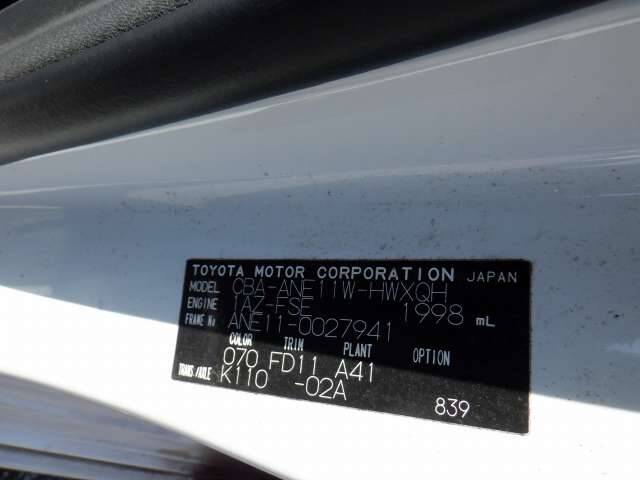 TOYOTA MOTOR CORPORATION JAPAN
MODEL CBA-ANE11W-HWXQH
ENGINE 1AZ-FSE 1998 mL
FRAME No ANE11-0027941
COLOR TRIM PLANT OPTION
070 FD11 A41
TRANS/AXLE K110 -02A
839